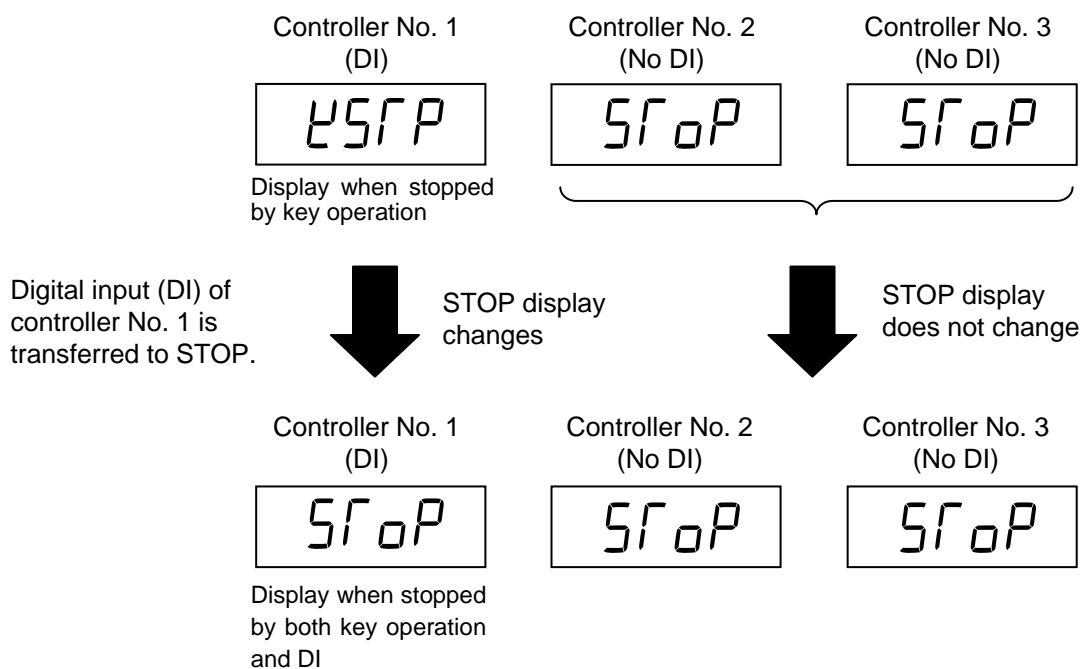 Controller No. 1
(DI)
Controller No. 2
(No DI)
Controller No. 3
(No DI)
KSTP
SToP
SToP
Display when stopped
by key operation
Digital input (DI) of
controller No. 1 is
transferred to STOP.
STOP display
changes
STOP display
does not change
Controller No. 1
(DI)
Controller No. 2
(No DI)
Controller No. 3
(No DI)
SToP
SToP
SToP
Display when stopped
by both key operation
and DI